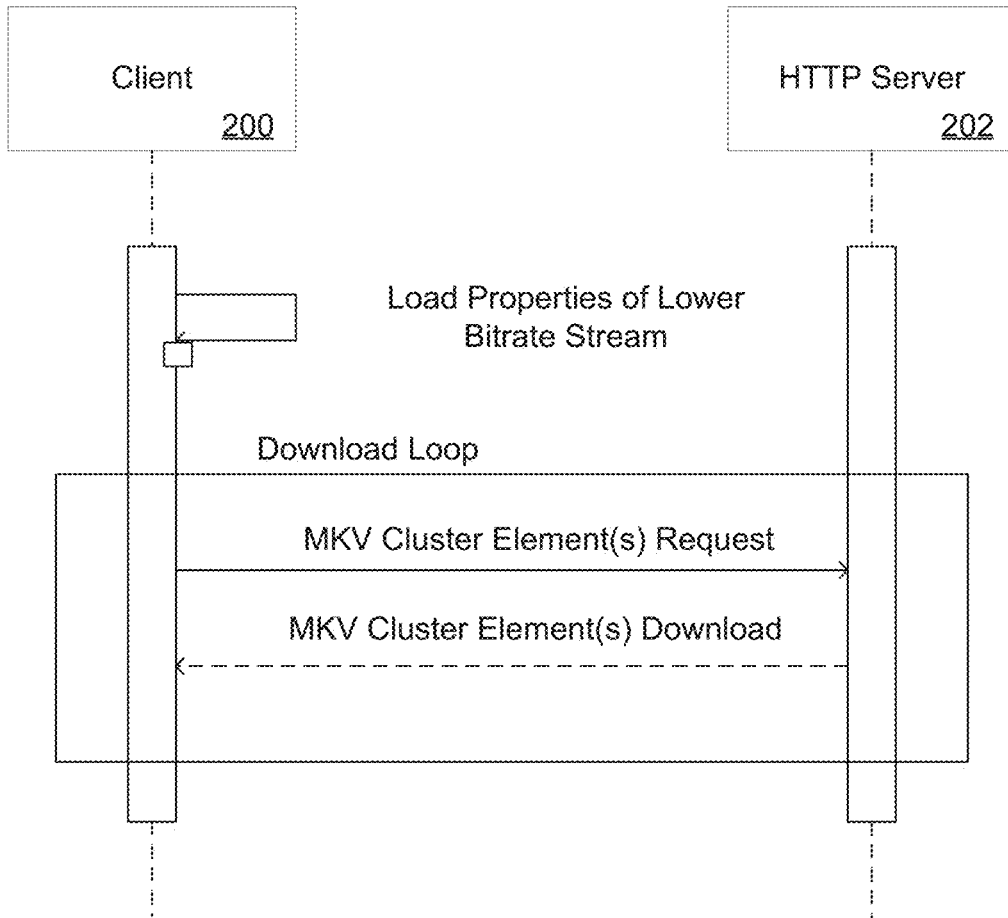 Client
200
HTTP Server
202
Load Properties of Lower
Bitrate Stream
Download Loop
MKV Cluster Element(s) Request
MKV Cluster Element(s) Download